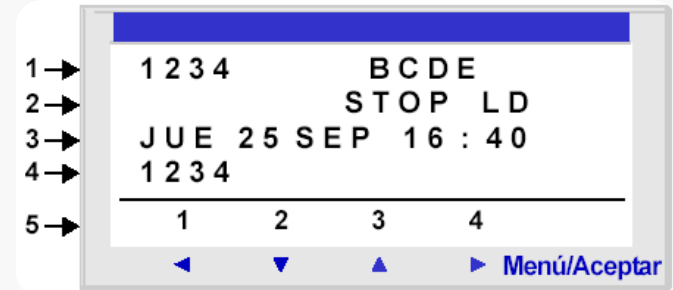 1 1234 BCDE
2 STOP LD
3 JUE 25 SEP 16:40
4 1234
5 1 2 3 4
Menú/Aceptar